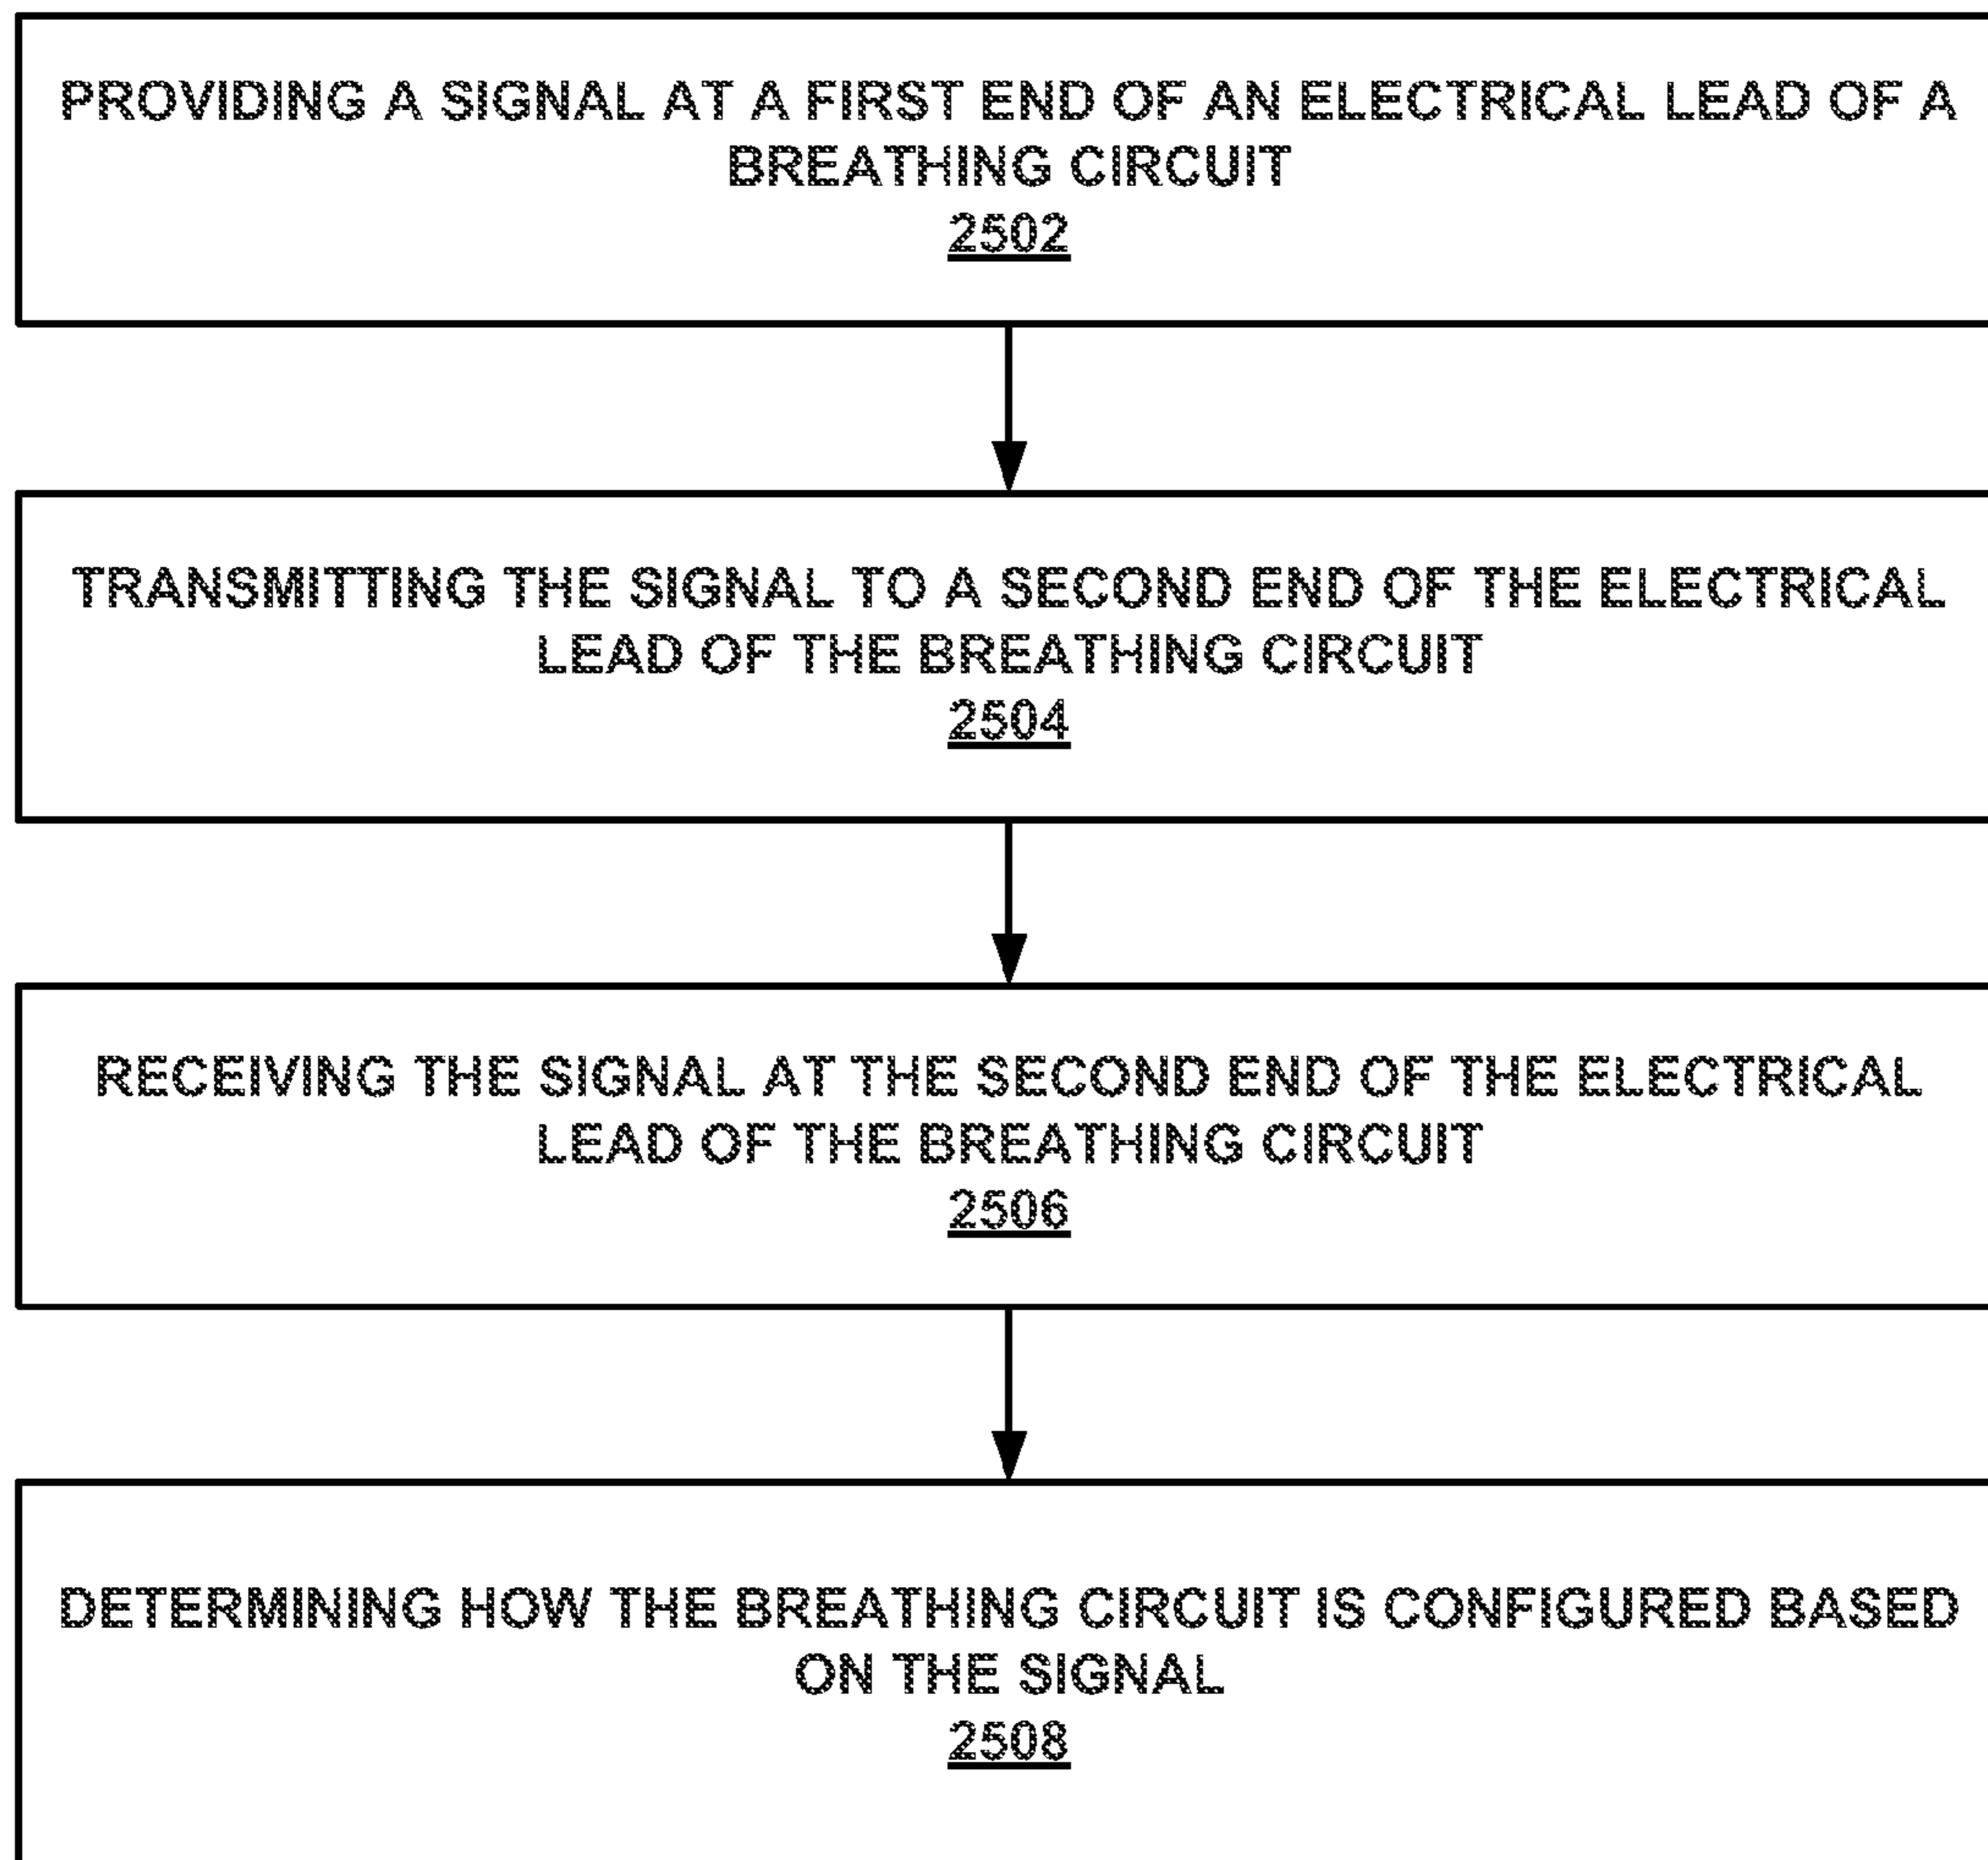 PROVIDING A SIGNAL AT A FIRST END OF AN ELECTRICAL LEAD OF A
BREATHING CIRCUIT
2502
TRANSMITTING THE SIGNAL TO A SECOND END OF THE ELECTRICAL
LEAD OF THE BREATHING CIRCUIT
2504
RECEIVING THE SIGNAL AT THE SECOND END OF THE ELECTRICAL
LEAD OF THE BREATHING CIRCUIT
2506
DETERMINING HOW THE BREATHING CIRCUIT IS CONFIGURED BASED
ON THE SIGNAL
2508